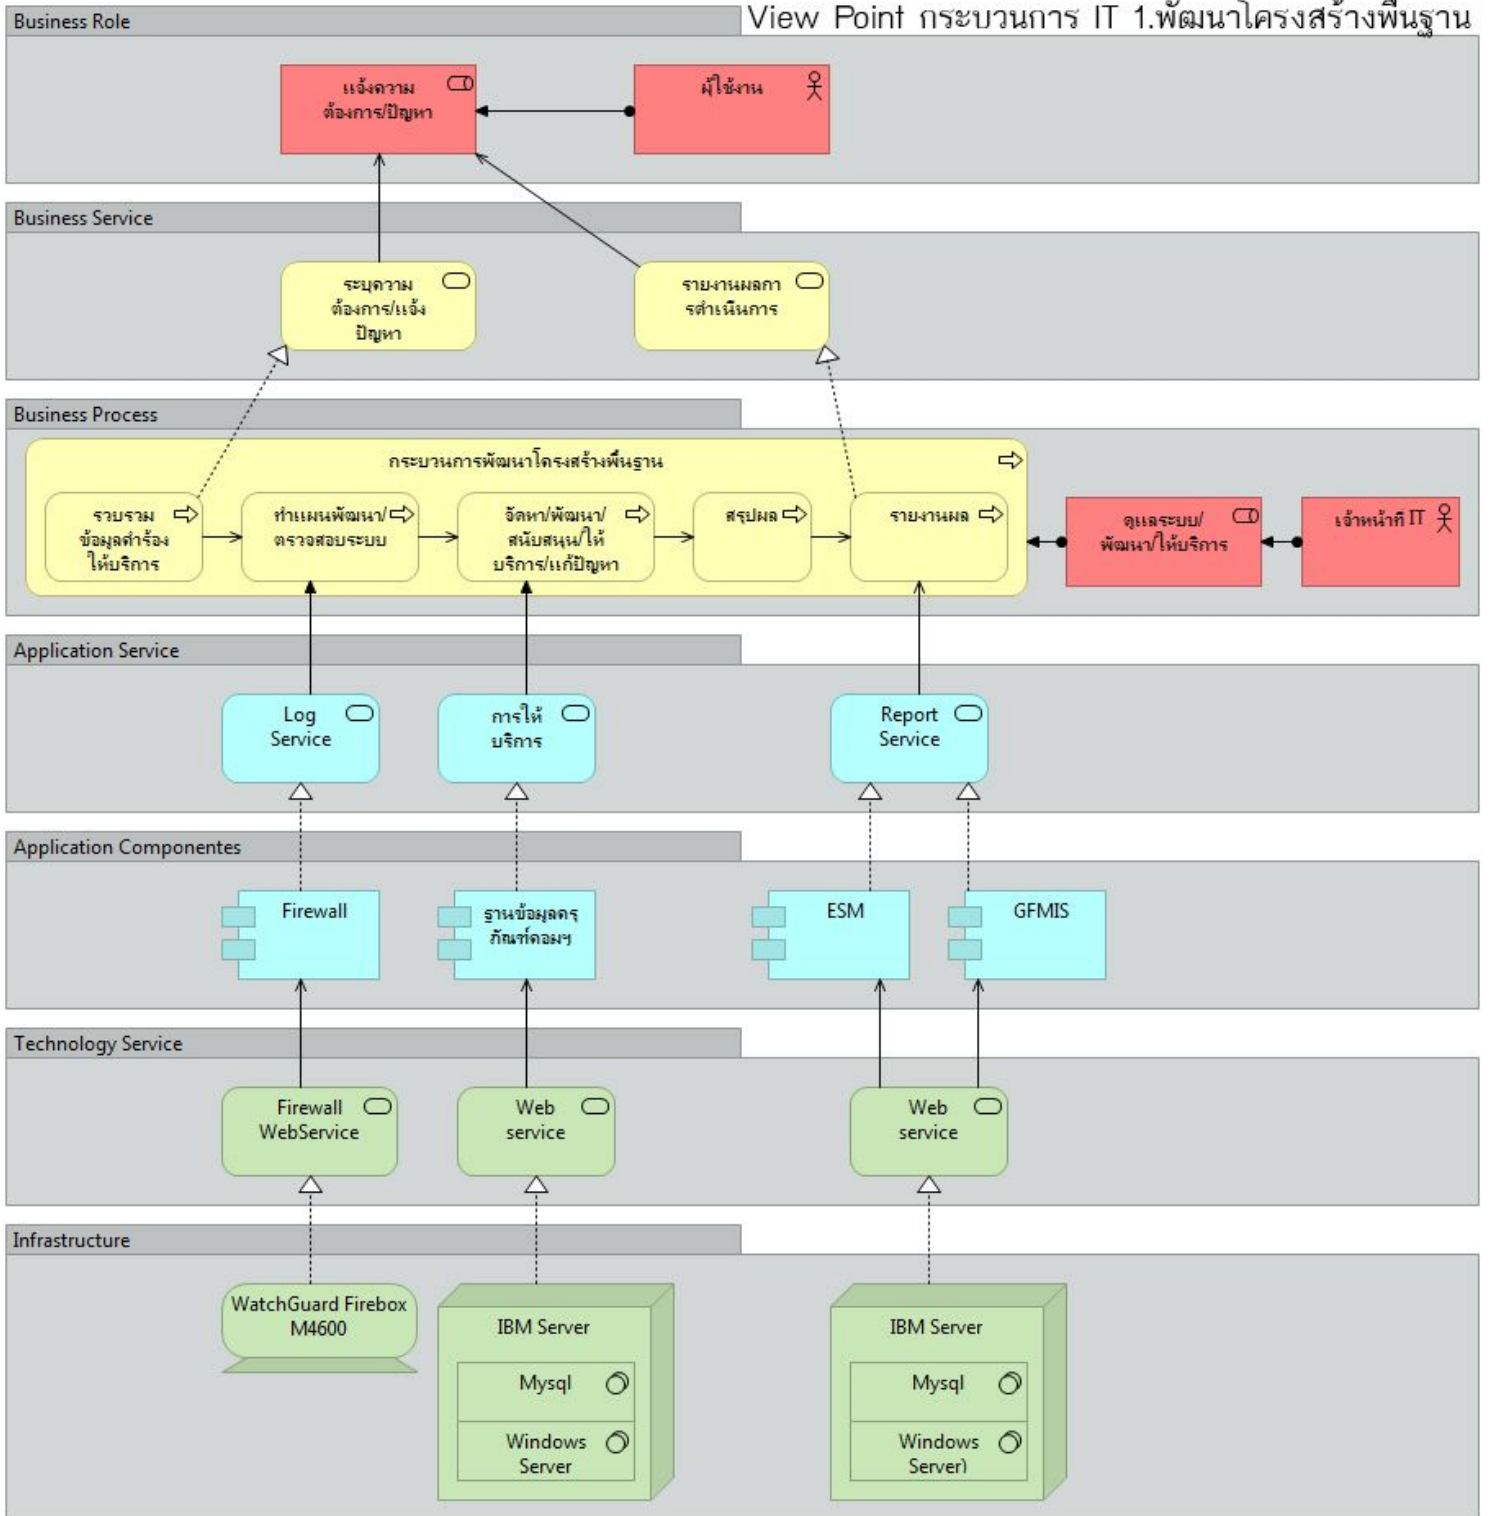 View Point กระบวนการ IT 1.พัฒนาโครงสร้างพื้นฐาน
Business Role
แจ้งความ
ต้องการ/ปัญหา
ผู้ใช้งาน
Business Service
ระบุความ
ต้องการ/แจ้ง
ปัญหา
รายงานผลกา
รดำเนินการ
Business Process
กระบวนการพัฒนาโครงสร้างพื้นฐาน
รวบรวม
ข้อมูลคำร้อง
ให้บริการ
ทำแผนพัฒนา/
ตรวจสอบระบบ
จัดหา/พัฒนา/
สนับสนุน/ให้
บริการ/แก้ปัญหา
สรุปผล
รายงานผล
ดูแลระบบ/
พัฒนา/ให้บริการ
เจ้าหน้าที่ IT
Application Service
Log
Service
การให้
บริการ
Report
Service
Application Componentes
Firewall
ฐานข้อมูลครุ
ภัณฑ์คอมฯ
ESM
GFMIS
Technology Service
Firewall
WebService
Web
service
Web
service
Infrastructure
WatchGuard Firebox
M4600
IBM Server
Mysql
Windows
Server
IBM Server
Mysql
Windows
Server)